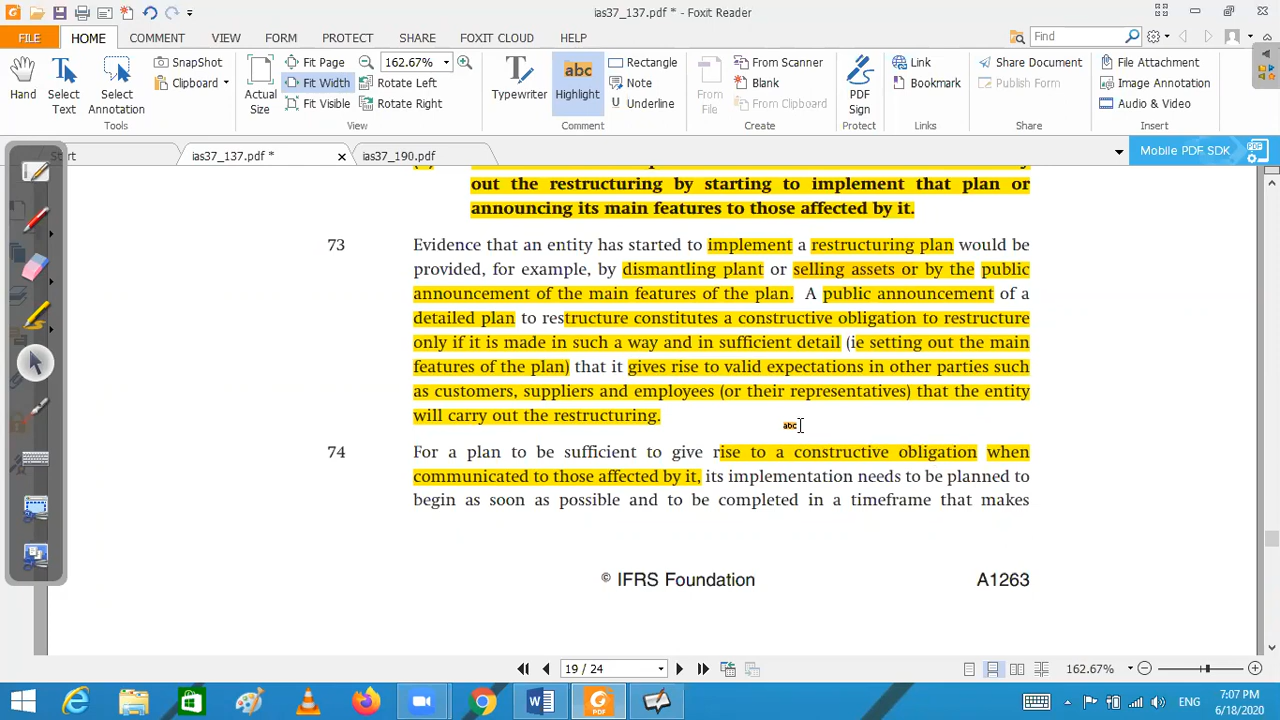 ias37_137.pdf * - Foxit Reader
FILE HOME COMMENT VIEW FORM PROTECT SHARE FOXIT CLOUD HELP Find
Hand
Select Text
Select Annotation
SnapShot
Clipboard
Tools
Actual Size
Fit Page
Fit Width
Fit Visible
162.67%
Rotate Left
Rotate Right
View
Typewriter
abc
Highlight
Rectangle
Note
Underline
Comment
From File
From Scanner
Blank
From Clipboard
Create
PDF Sign
Protect
Link
Bookmark
Links
Share Document
Publish Form
Share
File Attachment
Image Annotation
Audio & Video
Insert
Start ias37_137.pdf * ias37_190.pdf Mobile PDF SDK
out the restructuring by starting to implement that plan or
announcing its main features to those affected by it.
73 Evidence that an entity has started to implement a restructuring plan would be
provided, for example, by dismantling plant or selling assets or by the public
announcement of the main features of the plan. A public announcement of a
detailed plan to restructure constitutes a constructive obligation to restructure
only if it is made in such a way and in sufficient detail (ie setting out the main
features of the plan) that it gives rise to valid expectations in other parties such
as customers, suppliers and employees (or their representatives) that the entity
will carry out the restructuring.
abc
74 For a plan to be sufficient to give rise to a constructive obligation when
communicated to those affected by it, its implementation needs to be planned to
begin as soon as possible and to be completed in a timeframe that makes
© IFRS Foundation A1263
19 / 24 162.67%
ENG 7:07 PM
6/18/2020